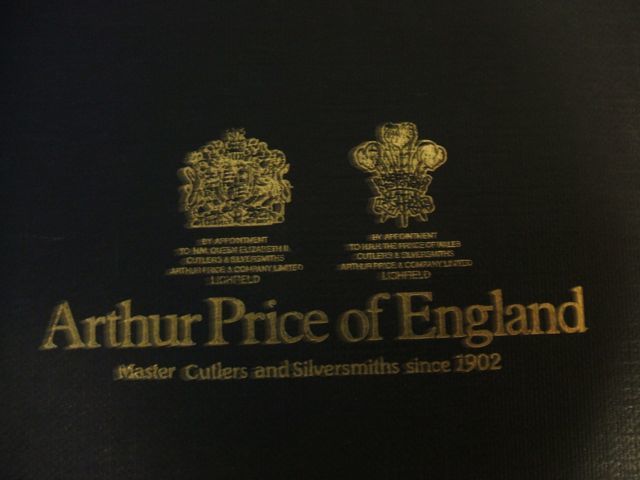 BY APPOINTMENT
TO H.M. QUEEN ELIZABETH II
CUTLERS & SILVERSMITHS
ARTHUR PRICE & COMPANY LIMITED
LICHFIELD
BY APPOINTMENT
TO H.R.H. THE PRINCE OF WALES
CUTLERS & SILVERSMITHS
ARTHUR PRICE & COMPANY LIMITED
LICHFIELD
Arthur Price of England
Master Cutlers and Silversmiths since 1902